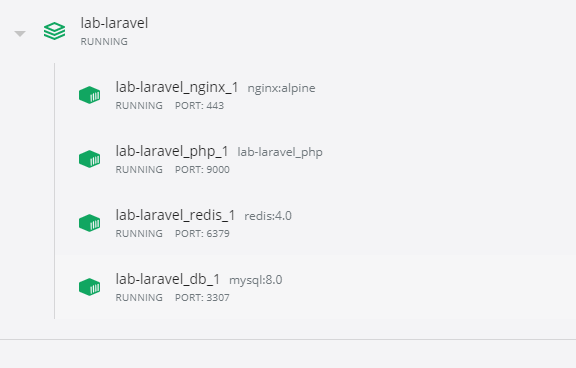 lab-laravel
RUNNING
lab-laravel_nginx_1 nginx:alpine
RUNNING PORT: 443
lab-laravel_php_1 lab-laravel_php
RUNNING PORT: 9000
lab-laravel_redis_1 redis:4.0
RUNNING PORT: 6379
lab-laravel_db_1 mysql:8.0
RUNNING PORT: 3307